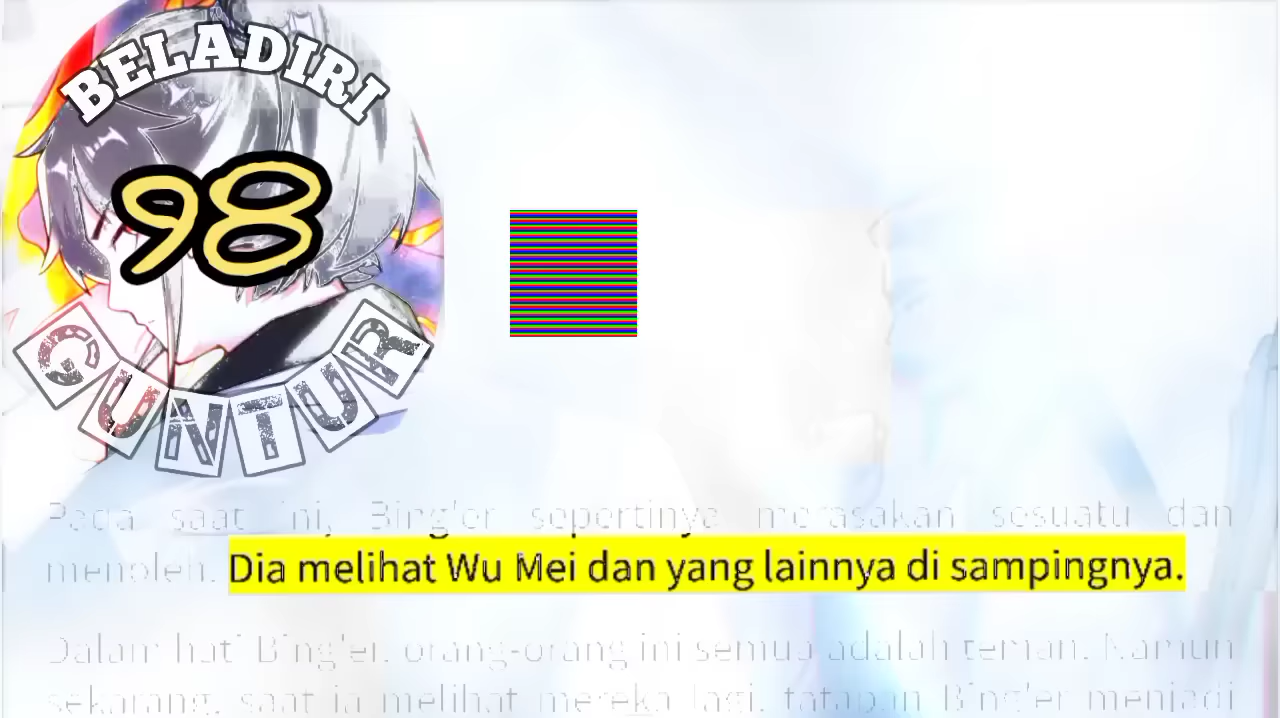 BELADIRI
98
GUNTUR
Pada saat ini, Bing'er sepertinya merasakan sesuatu dan
menoleh. Dia melihat Wu Mei dan yang lainnya di sampingnya.
Dalam hati Bing'er, orang-orang ini semua adalah teman. Namun
sekarang, saat ia melihat mereka lagi, tatapan Bing'er menjadi